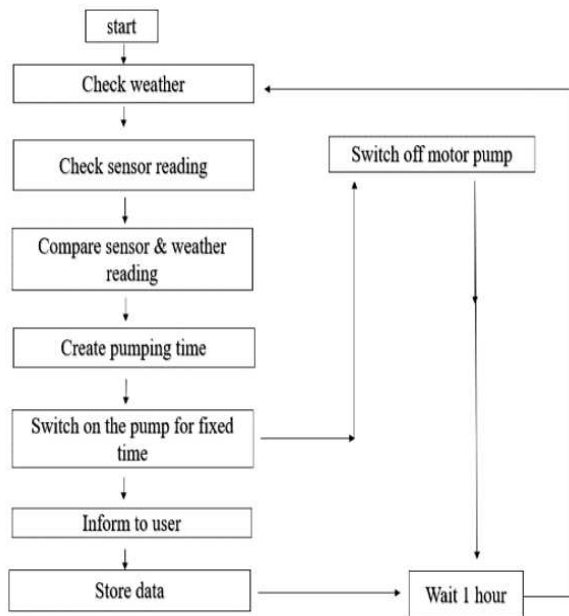 start
Check weather
Check sensor reading
Switch off motor pump
Compare sensor & weather
reading
Create pumping time
Switch on the pump for fixed
time
Inform to user
Store data
Wait 1 hour